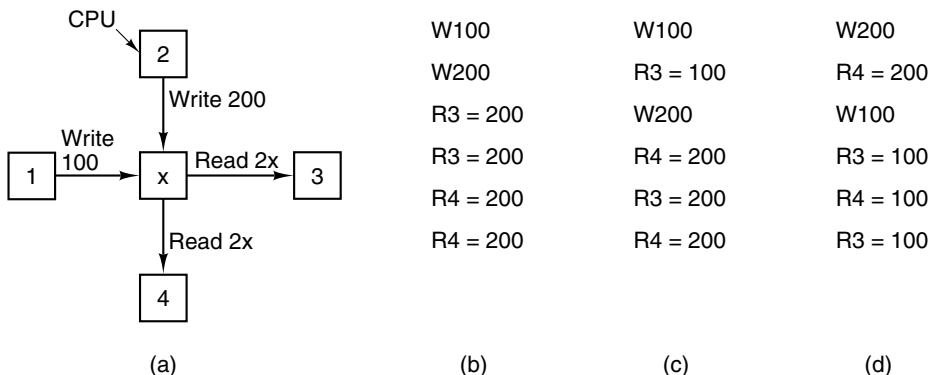 CPU
2
Write 200
Write
100
1
x
Read 2x
3
Read 2x
4
(a)
W100
W200
R3 = 200
R3 = 200
R4 = 200
R4 = 200
(b)
W100
R3 = 100
W200
R4 = 200
R3 = 200
R4 = 200
(c)
W200
R4 = 200
W100
R3 = 100
R4 = 100
R3 = 100
(d)